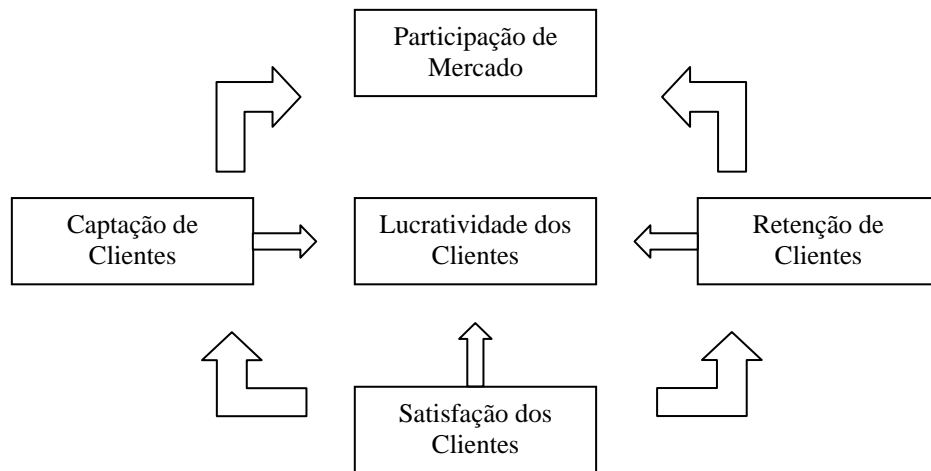 Participação de
Mercado
Captação de
Clientes
Lucratividade dos
Clientes
Retenção de
Clientes
Satisfação dos
Clientes